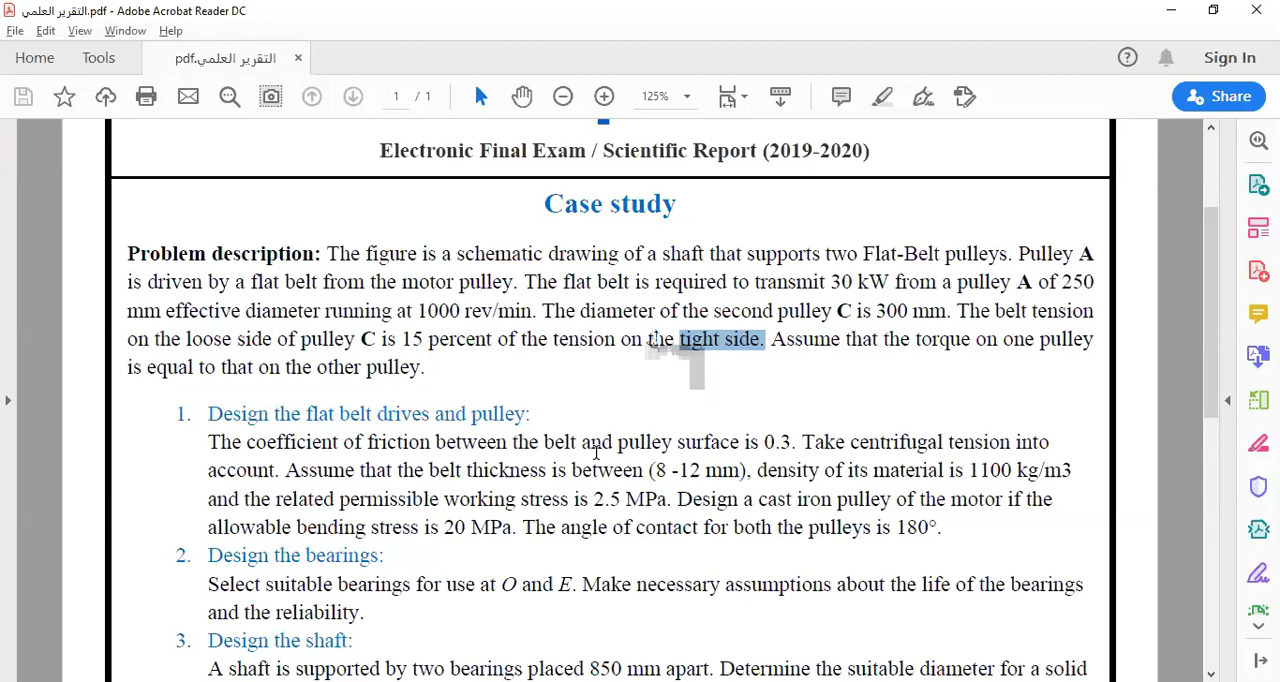 التقرير العلمي.pdf - Adobe Acrobat Reader DC
File Edit View Window Help
Home Tools التقرير العلمي.pdf ×
Sign In
1 / 1 125% Share
Electronic Final Exam / Scientific Report (2019-2020)
Case study
Problem description: The figure is a schematic drawing of a shaft that supports two Flat-Belt pulleys. Pulley A
is driven by a flat belt from the motor pulley. The flat belt is required to transmit 30 kW from a pulley A of 250
mm effective diameter running at 1000 rev/min. The diameter of the second pulley C is 300 mm. The belt tension
on the loose side of pulley C is 15 percent of the tension on the tight side. Assume that the torque on one pulley
is equal to that on the other pulley.
1. Design the flat belt drives and pulley:
The coefficient of friction between the belt and pulley surface is 0.3. Take centrifugal tension into
account. Assume that the belt thickness is between (8 -12 mm), density of its material is 1100 kg/m3
and the related permissible working stress is 2.5 MPa. Design a cast iron pulley of the motor if the
allowable bending stress is 20 MPa. The angle of contact for both the pulleys is 180°.
2. Design the bearings:
Select suitable bearings for use at O and E. Make necessary assumptions about the life of the bearings
and the reliability.
3. Design the shaft:
A shaft is supported by two bearings placed 850 mm apart. Determine the suitable diameter for a solid